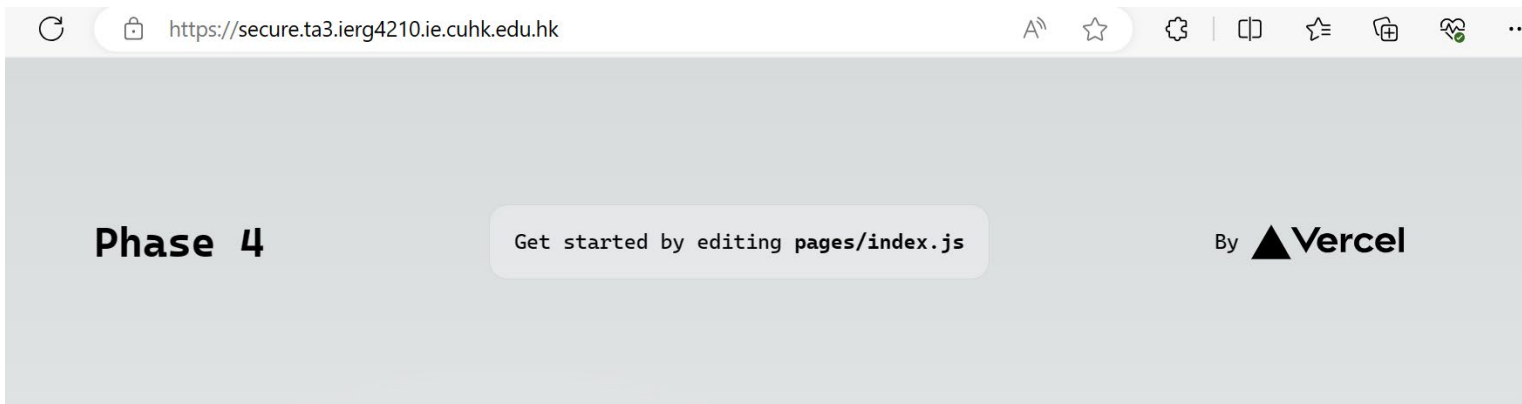 https://secure.ta3.ierg4210.ie.cuhk.edu.hk
Phase 4
Get started by editing pages/index.js
By Vercel